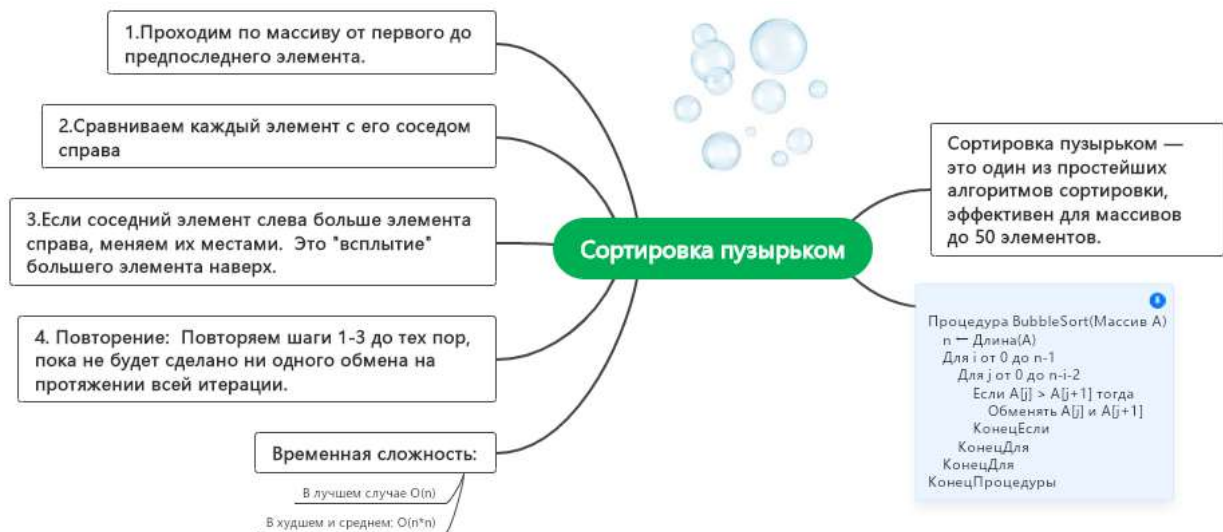 1.Проходим по массиву от первого до
предпоследнего элемента.
2.Сравниваем каждый элемент с его соседом
справа
3.Если соседний элемент слева больше элемента
справа, меняем их местами.  Это "всплытие"
большего элемента наверх.
4. Повторение:  Повторяем шаги 1-3 до тех пор,
пока не будет сделано ни одного обмена на
протяжении всей итерации.
Временная сложность:
В лучшем случае O(n)
В худшем и среднем: O(n*n)
Сортировка пузырьком
Сортировка пузырьком —
это один из простейших
алгоритмов сортировки,
эффективен для массивов
до 50 элементов.
Процедура BubbleSort(Массив A)
n — Длина(A)
Для i от 0 до n-1
Для j от 0 до n-i-2
Если A[j] > A[j+1] тогда
Обменять A[j] и A[j+1]
КонецЕсли
КонецДля
КонецДля
КонецПроцедуры